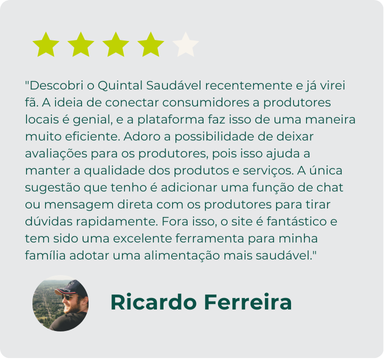 "Descobri o Quintal Saudável recentemente e já virei
fã. A ideia de conectar consumidores a produtores
locais é genial, e a plataforma faz isso de uma maneira
muito eficiente. Adoro a possibilidade de deixar
avaliações para os produtores, pois isso ajuda a
manter a qualidade dos produtos e serviços. A única
sugestão que tenho é adicionar uma função de chat
ou mensagem direta com os produtores para tirar
dúvidas rapidamente. Fora isso, o site é fantástico e
tem sido uma excelente ferramenta para minha
família adotar uma alimentação mais saudável."
Ricardo Ferreira